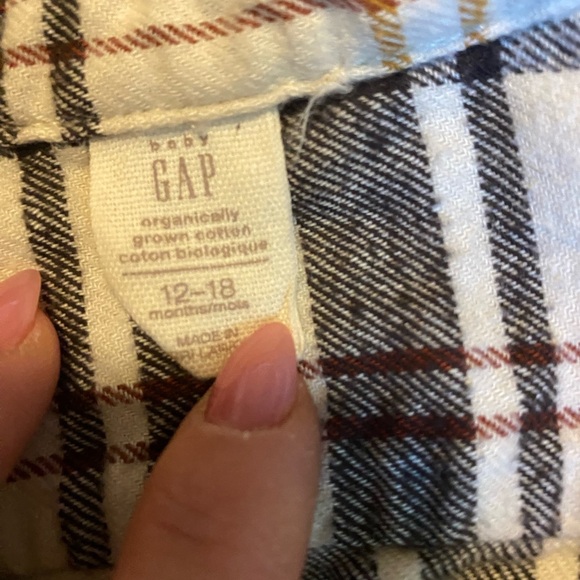 baby
GAP
organically
grown cotton
coton biologique
12–18
months/mois
MADE IN